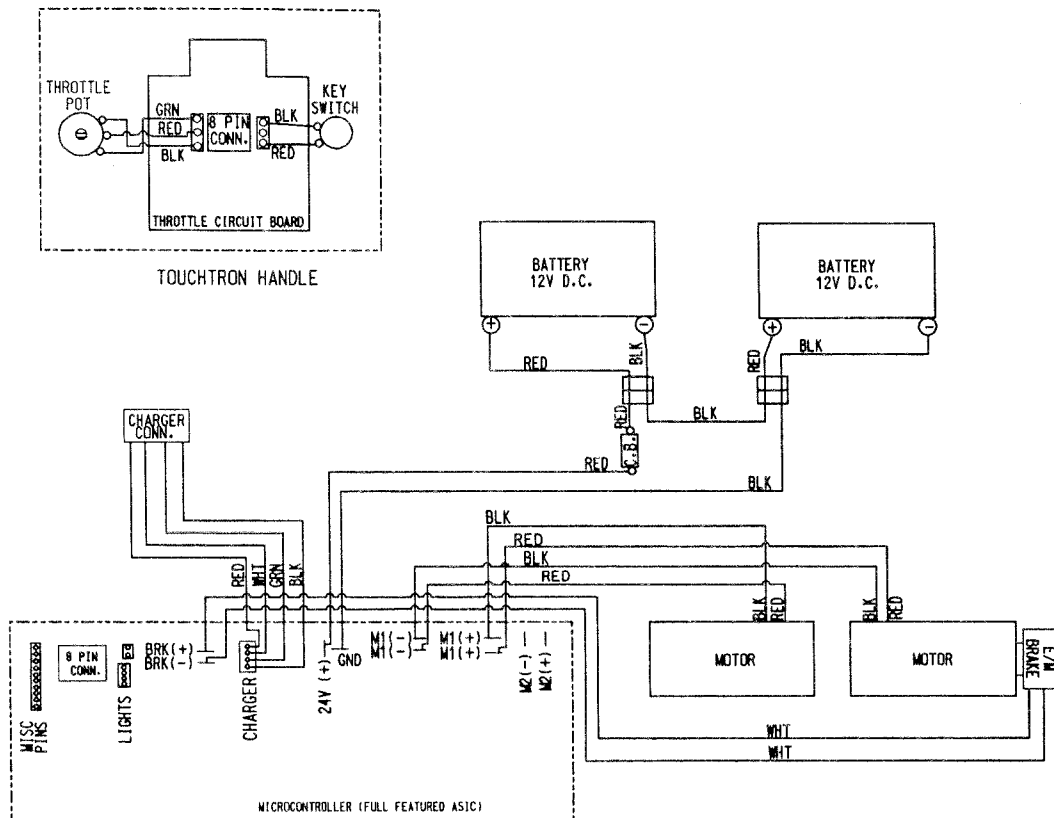 THROTTLE
POT
GRN
RED
BLK
8 PIN
CONN.
BLK
RED
KEY
SWITCH
THROTTLE CIRCUIT BOARD
TOUCHTRON HANDLE
BATTERY
12V D.C.
BATTERY
12V D.C.
+
-
+
-
RED
BLK
RED
BLK
BLK
RED
C.B.
RED
BLK
CHARGER
CONN.
RED
WHT
GRN
BLK
BLK
RED
BLK
RED
BLK
RED
BLK
RED
MISC
PINS
8 PIN
CONN.
LIGHTS
BRK(+)
BRK(-)
CHARGER
24V (+)
GND
M1(-)
M1(-)
M1(+)
M1(+)
M2(-)
M2(+)
MOTOR
MOTOR
E/M
BRAKE
WHT
WHT
MICROCONTROLLER (FULL FEATURED ASIC)